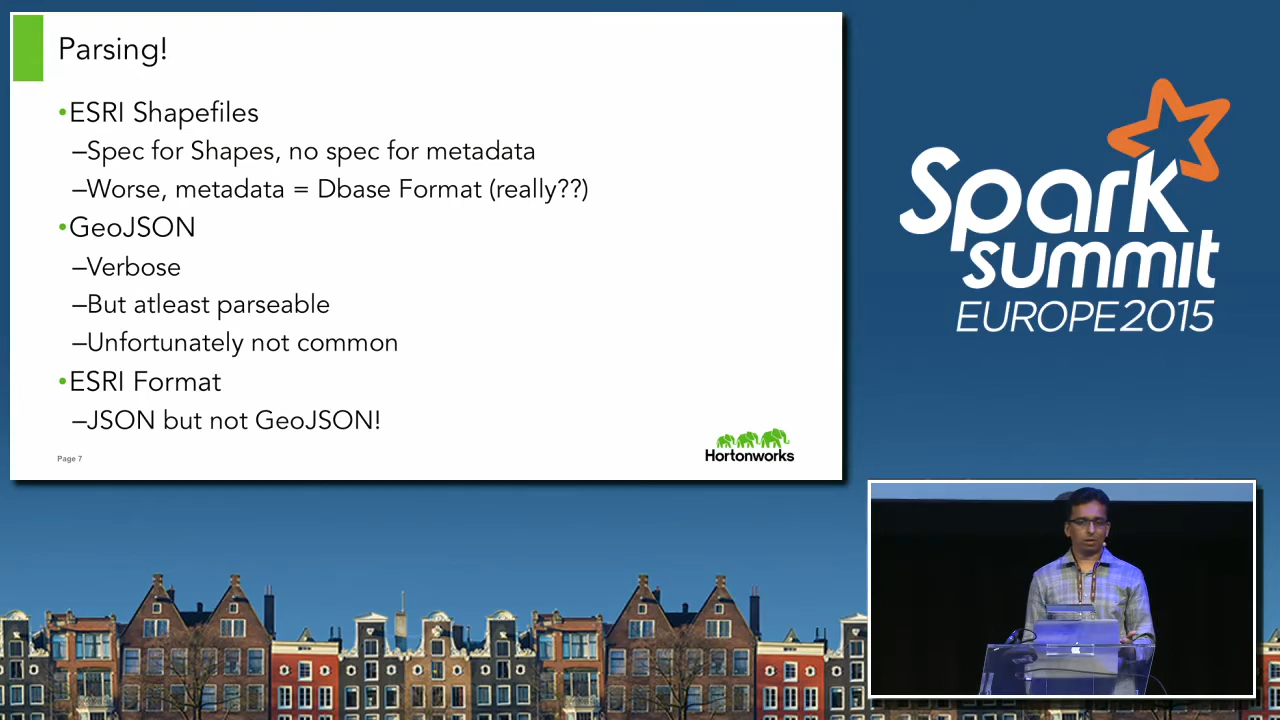 Parsing!
•ESRI Shapefiles
–Spec for Shapes, no spec for metadata
–Worse, metadata = Dbase Format (really??)
•GeoJSON
–Verbose
–But atleast parseable
–Unfortunately not common
•ESRI Format
–JSON but not GeoJSON!
Page 7
Hortonworks
Spark
summit
EUROPE 2015